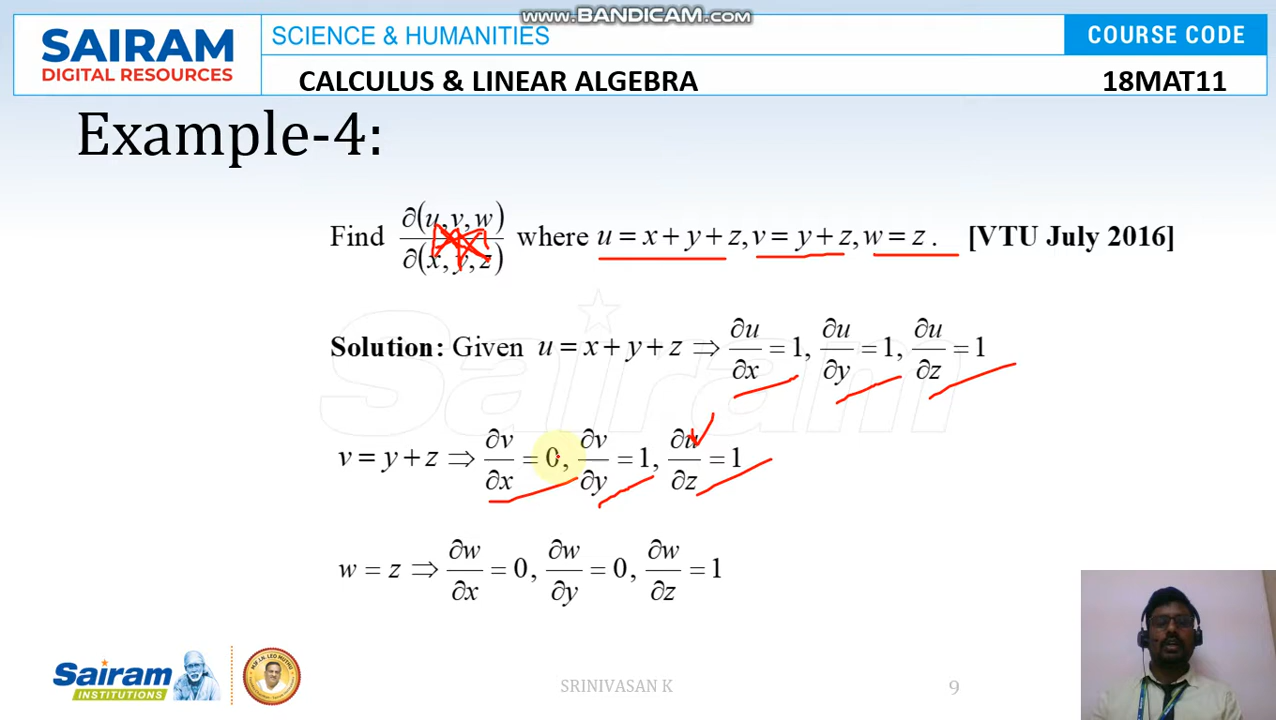 www.BANDICAM.com
SAIRAM
DIGITAL RESOURCES
SCIENCE & HUMANITIES
COURSE CODE
CALCULUS & LINEAR ALGEBRA
18MAT11
Example-4:
Find ∂(u,v,w)/∂(x,y,z) where u = x + y + z, v = y + z, w = z . [VTU July 2016]
Solution: Given u = x + y + z ⇒ ∂u/∂x = 1, ∂u/∂y = 1, ∂u/∂z = 1
v = y + z ⇒ ∂v/∂x = 0, ∂v/∂y = 1, ∂u/∂z = 1
w = z ⇒ ∂w/∂x = 0, ∂w/∂y = 0, ∂w/∂z = 1
Sairam
Sairam
INSTITUTIONS
SRINIVASAN K
9